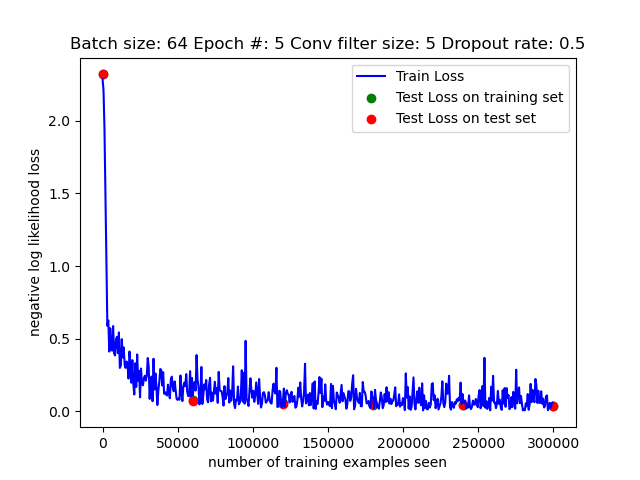 Batch size: 64 Epoch #: 5 Conv filter size: 5 Dropout rate: 0.5
Train Loss
Test Loss on training set
Test Loss on test set
negative log likelihood loss
2.0
1.5
1.0
0.5
0.0
0 50000 100000 150000 200000 250000 300000
number of training examples seen